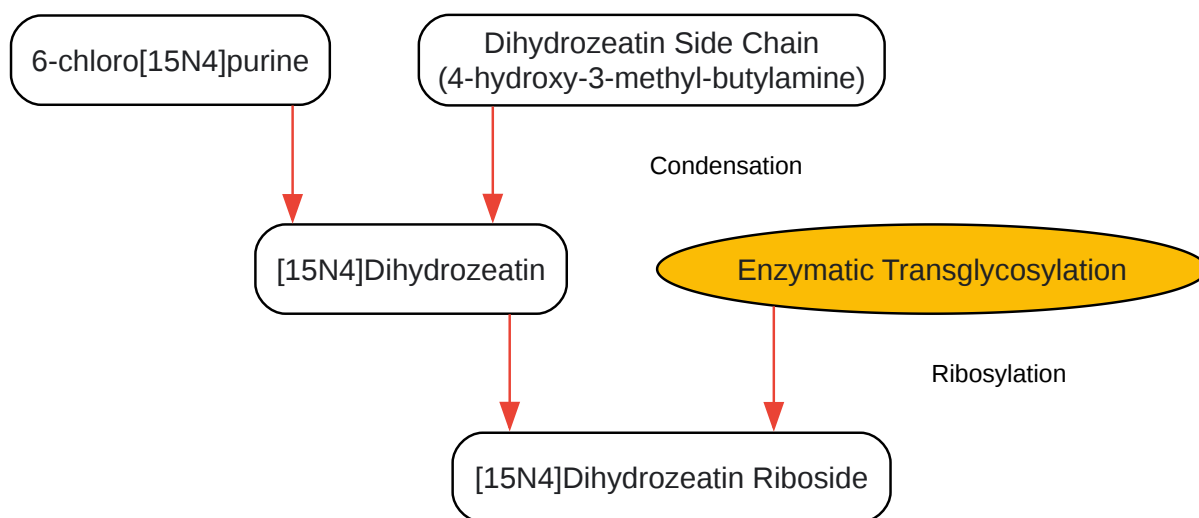 6-chloro[15N4]purine
Dihydrozeatin Side Chain
(4-hydroxy-3-methyl-butylamine)
Condensation
[15N4]Dihydrozeatin
Enzymatic Transglycosylation
Ribosylation
[15N4]Dihydrozeatin Riboside